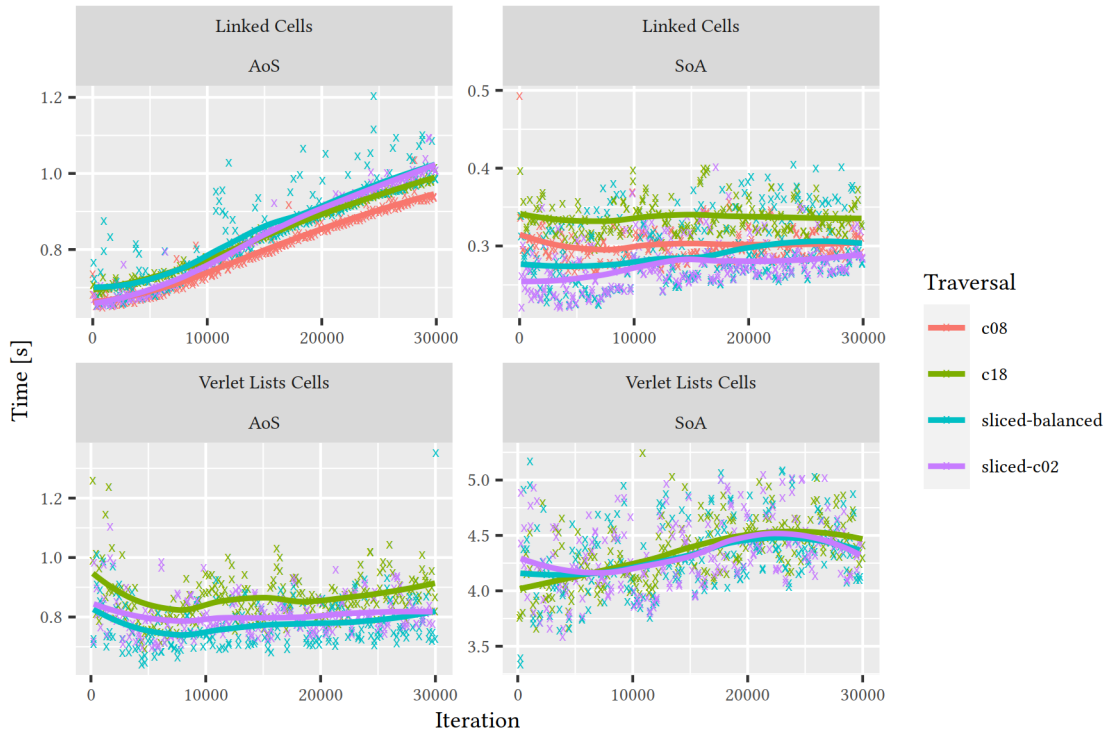 Linked Cells
AoS
1.2
1.0
0.8
0
10000
20000
30000
Linked Cells
SoA
0.5
0.4
0.3
0
10000
20000
30000
Verlet Lists Cells
AoS
1.2
1.0
0.8
0
10000
20000
30000
Verlet Lists Cells
SoA
5.0
4.5
4.0
3.5
0
10000
20000
30000
Time [s]
Iteration
Traversal
c08
c18
sliced-balanced
sliced-c02